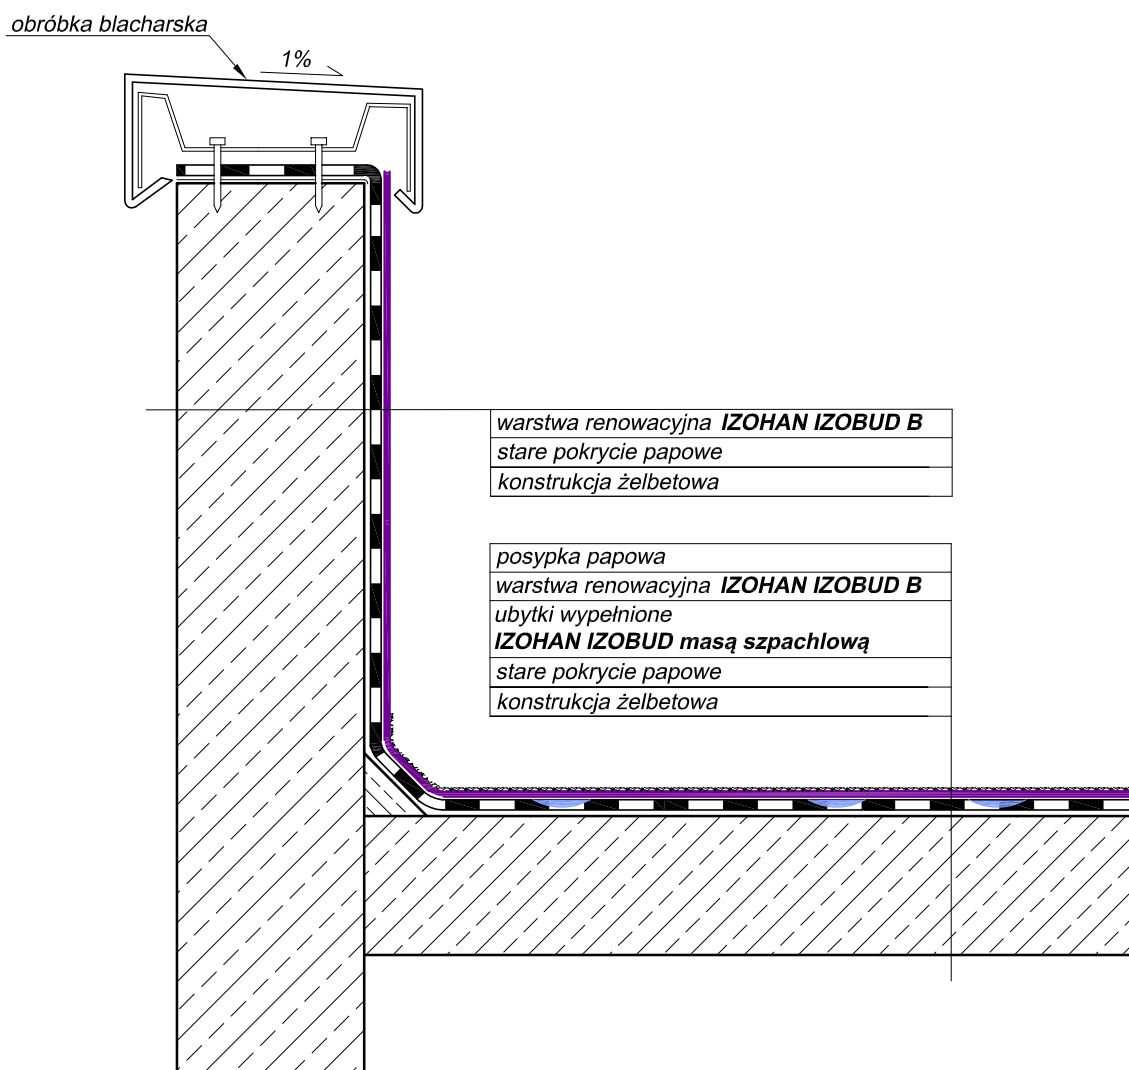 obróbka blacharska
1%
warstwa renowacyjna IZOHAN IZOBUD B
stare pokrycie papowe
konstrukcja żelbetowa
posypka papowa
warstwa renowacyjna IZOHAN IZOBUD B
ubytki wypełnione
IZOHAN IZOBUD masą szpachlową
stare pokrycie papowe
konstrukcja żelbetowa